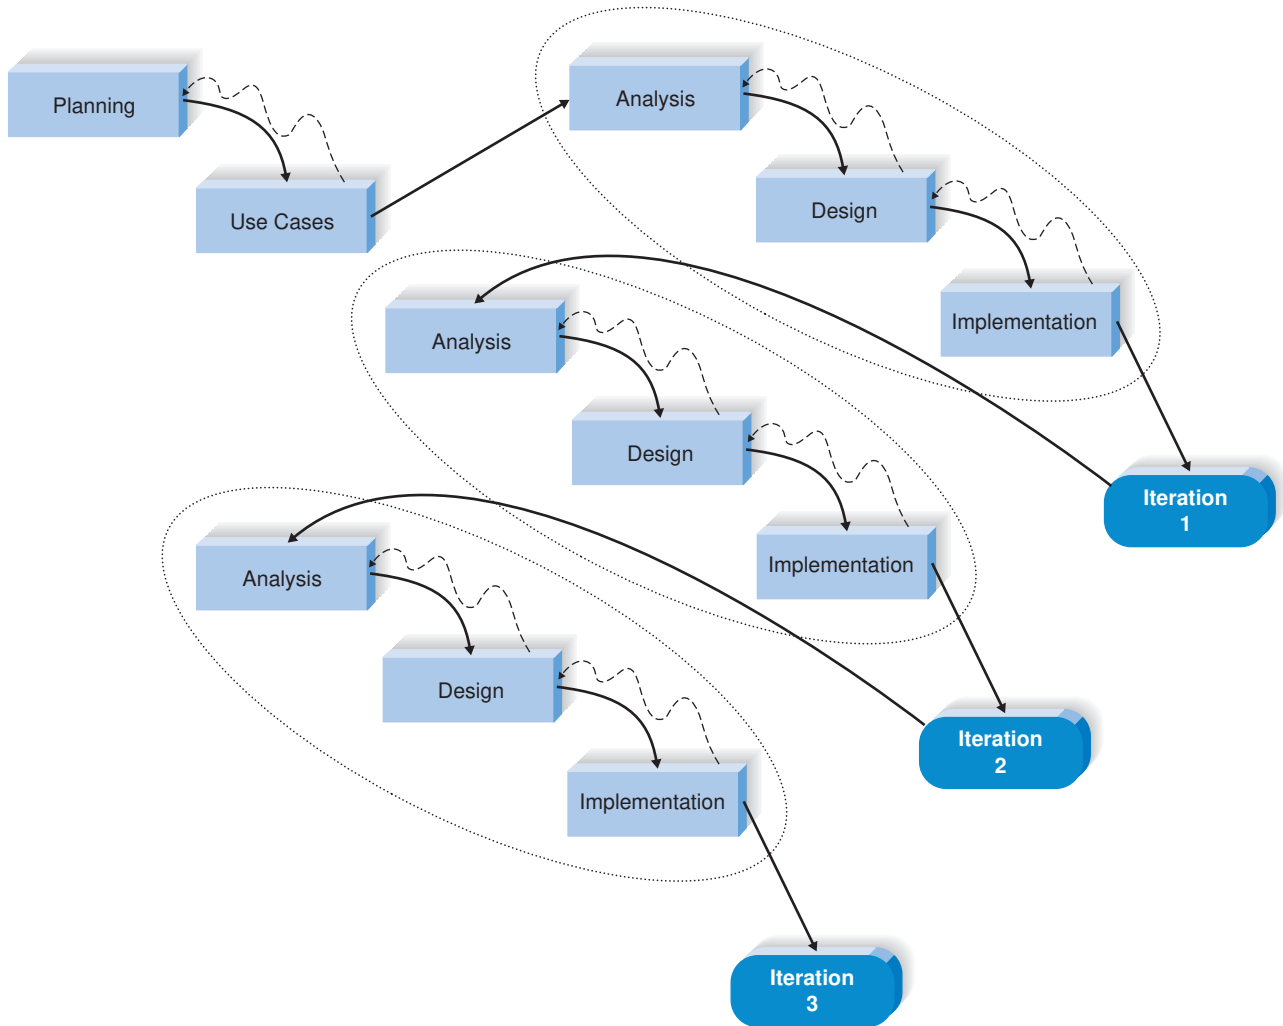 Planning
Use Cases
Analysis
Design
Implementation
Iteration
1
Analysis
Design
Implementation
Iteration
2
Analysis
Design
Implementation
Iteration
3